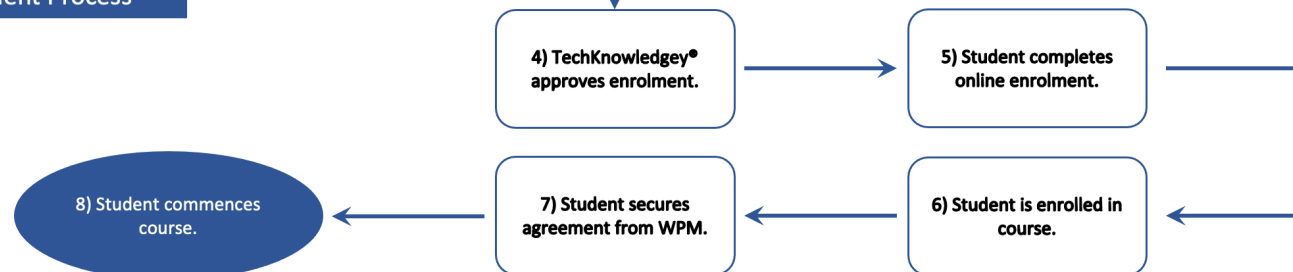 Process
4) TechKnowledgey®
approves enrolment.
5) Student completes
online enrolment.
8) Student commences
course.
7) Student secures
agreement from WPM.
6) Student is enrolled in
course.